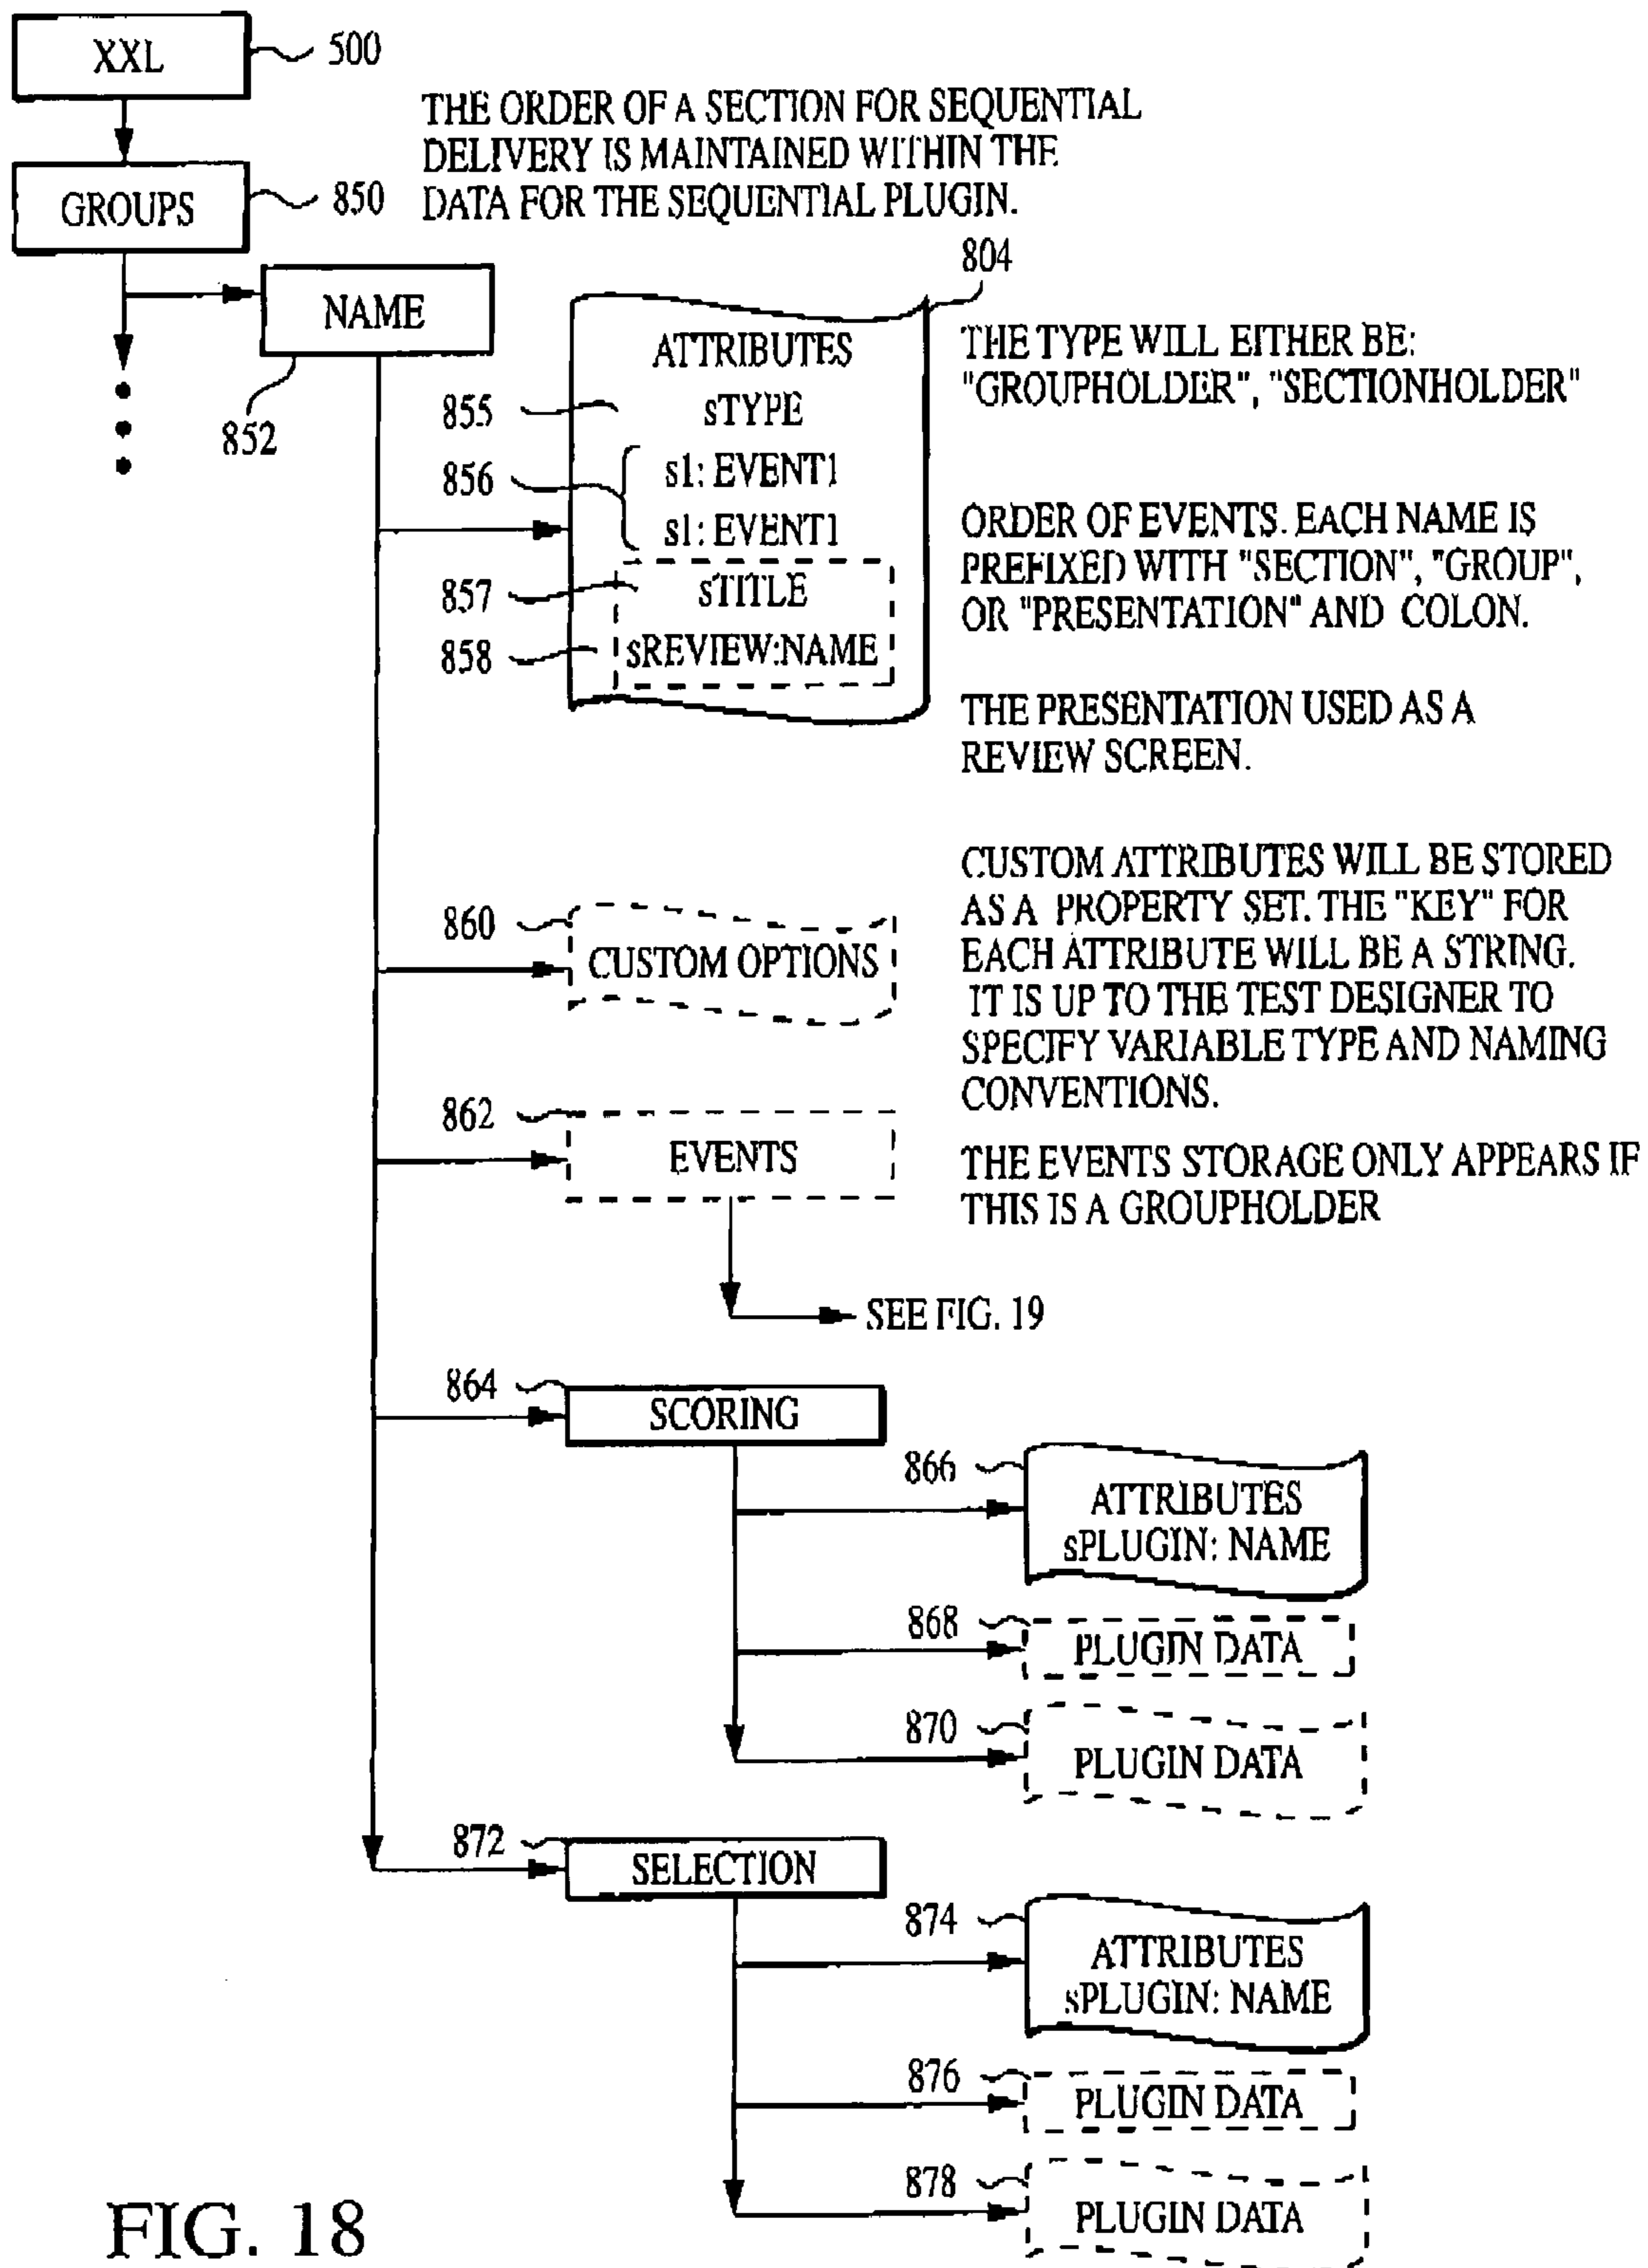 XXL
500
THE ORDER OF A SECTION FOR SEQUENTIAL
DELIVERY IS MAINTAINED WITHIN THE
DATA FOR THE SEQUENTIAL PLUGIN.
GROUPS
850
NAME
852
804
ATTRIBUTES
855
sTYPE
856
s1: EVENT1
s1: EVENT1
857
sTITLE
858
sREVIEW:NAME
THE TYPE WILL EITHER BE:
"GROUPHOLDER", "SECTIONHOLDER"
ORDER OF EVENTS. EACH NAME IS
PREFIXED WITH "SECTION", "GROUP",
OR "PRESENTATION" AND COLON.
THE PRESENTATION USED AS A
REVIEW SCREEN.
860
CUSTOM OPTIONS
CUSTOM ATTRIBUTES WILL BE STORED
AS A PROPERTY SET. THE "KEY" FOR
EACH ATTRIBUTE WILL BE A STRING.
IT IS UP TO THE TEST DESIGNER TO
SPECIFY VARIABLE TYPE AND NAMING
CONVENTIONS.
862
EVENTS
THE EVENTS STORAGE ONLY APPEARS IF
THIS IS A GROUPHOLDER
SEE FIG. 19
864
SCORING
866
ATTRIBUTES
sPLUGIN: NAME
868
PLUGIN DATA
870
PLUGIN DATA
872
SELECTION
874
ATTRIBUTES
sPLUGIN: NAME
876
PLUGIN DATA
878
PLUGIN DATA
FIG. 18